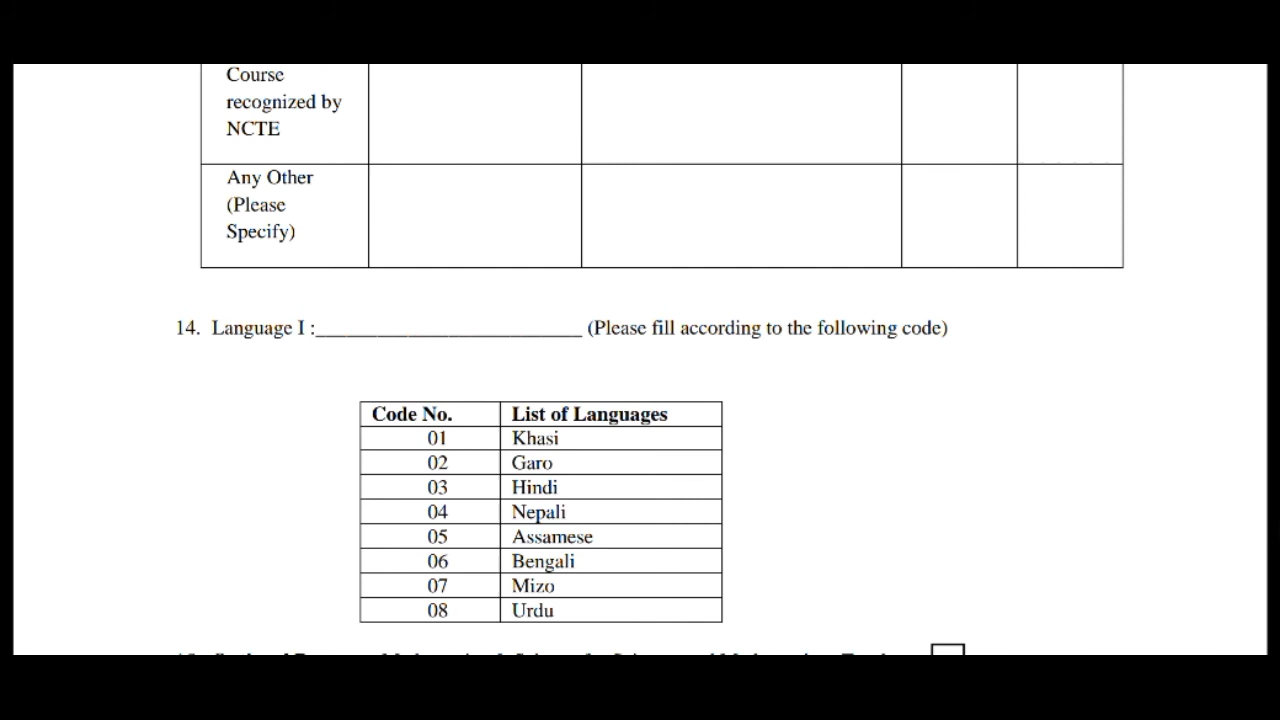 Course
recognized by
NCTE
Any Other
(Please
Specify)
14. Language I :__________________________ (Please fill according to the following code)
Code No. List of Languages
01 Khasi
02 Garo
03 Hindi
04 Nepali
05 Assamese
06 Bengali
07 Mizo
08 Urdu